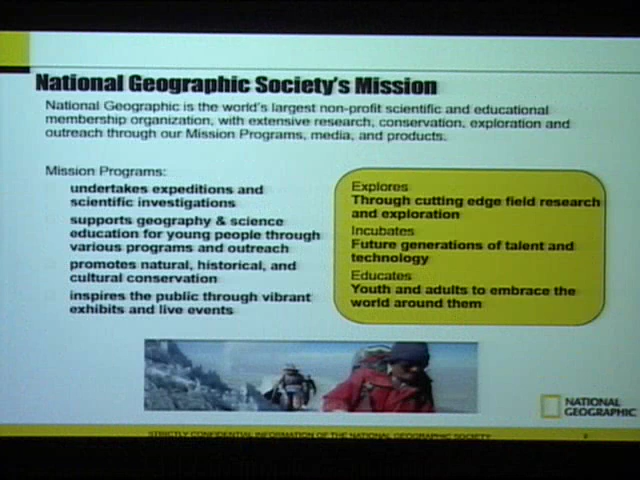 National Geographic Society's Mission
National Geographic is the world's largest non-profit scientific and educational
membership organization, with extensive research, conservation, exploration and
outreach through our Mission Programs, media, and products.
Mission Programs:
undertakes expeditions and
scientific investigations
supports geography & science
education for young people through
various programs and outreach
promotes natural, historical, and
cultural conservation
inspires the public through vibrant
exhibits and live events
Explores
Through cutting edge field research
and exploration
Incubates
Future generations of talent and
technology
Educates
Youth and adults to embrace the
world around them
NATIONAL
GEOGRAPHIC
STRICTLY CONFIDENTIAL INFORMATION OF THE NATIONAL GEOGRAPHIC SOCIETY